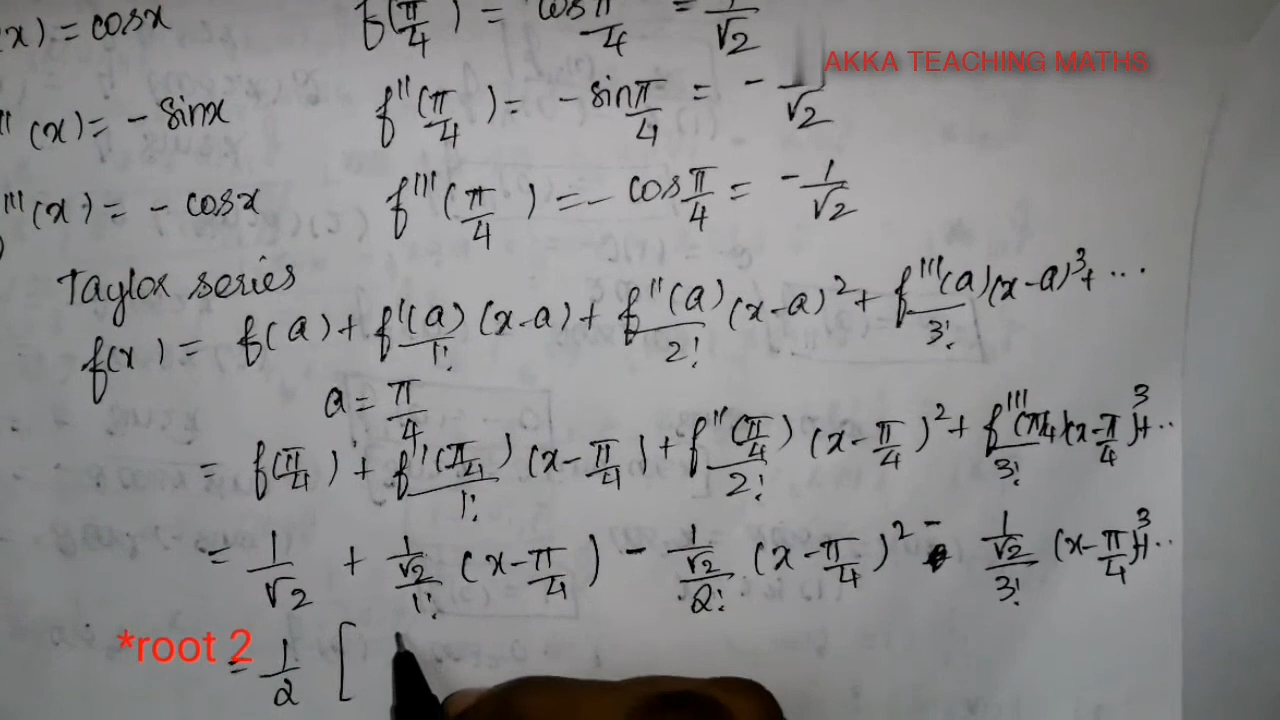 x) = cosx f'(π/4) = cos π/4 = 1/√2
AKKA TEACHING MATHS
''(x) = - sinx f''(π/4) = - sin π/4 = - 1/√2
'''(x) = - cosx f'''(π/4) = - cos π/4 = - 1/√2
Taylor series
f(x) = f(a) + f'(a)/1! (x-a) + f''(a)/2! (x-a)² + f'''(a)/3! (x-a)³ + ...
a = π/4
= f(π/4) + f'(π/4)/1! (x-π/4) + f''(π/4)/2! (x-π/4)² + f'''(π/4)/3! (x-π/4)³ + ..
= 1/√2 + 1/√2/1! (x-π/4) - 1/√2/2! (x-π/4)² - 1/√2/3! (x-π/4)³ + ..
*root 2
= 1/2 [